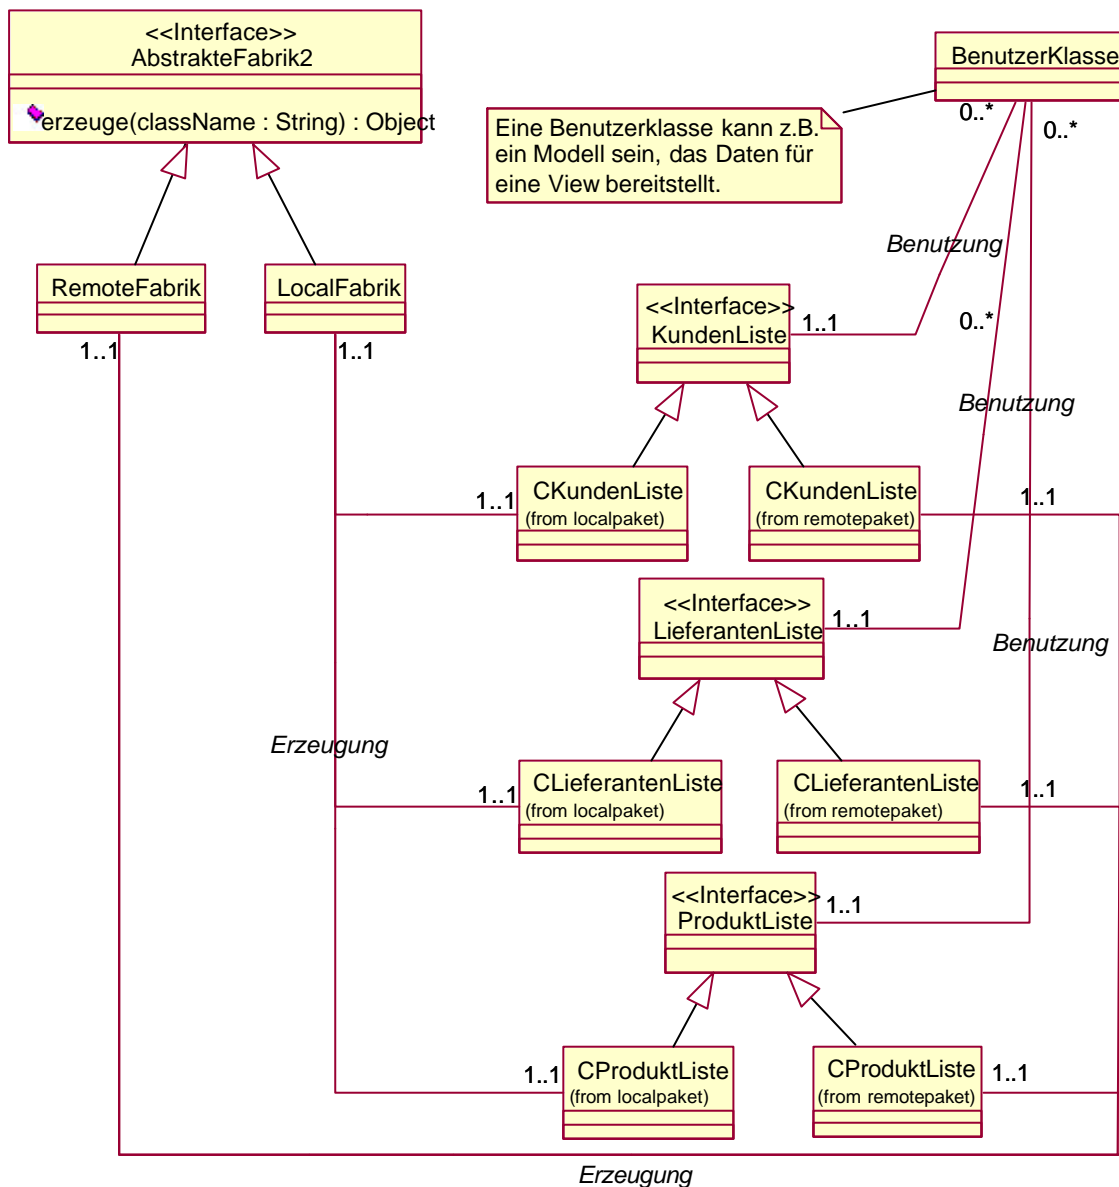 <<Interface>>
AbstrakteFabrik2
erzeuge(className : String) : Object
BenutzerKlasse
Eine Benutzerklasse kann z.B.
ein Modell sein, das Daten für
eine View bereitstellt.
0..*
0..*
Benutzung
RemoteFabrik
LocalFabrik
1..1
1..1
<<Interface>>
KundenListe
1..1
0..*
Benutzung
CKundenListe
(from localpaket)
1..1
CKundenListe
(from remotepaket)
1..1
<<Interface>>
LieferantenListe
1..1
Benutzung
Erzeugung
CLieferantenListe
(from localpaket)
1..1
CLieferantenListe
(from remotepaket)
1..1
<<Interface>>
ProduktListe
1..1
CProduktListe
(from localpaket)
1..1
CProduktListe
(from remotepaket)
1..1
Erzeugung